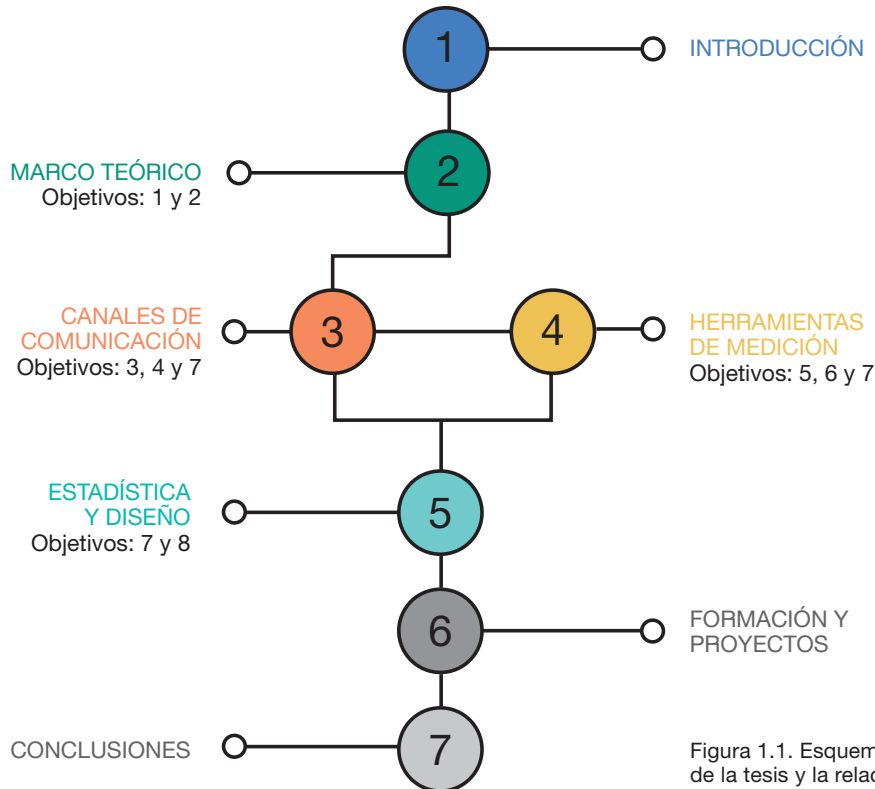 1
INTRODUCCIÓN
MARCO TEÓRICO
Objetivos: 1 y 2
2
CANALES DE
COMUNICACIÓN
Objetivos: 3, 4 y 7
3
4
HERRAMIENTAS
DE MEDICIÓN
Objetivos: 5, 6 y 7
ESTADÍSTICA
Y DISEÑO
Objetivos: 7 y 8
5
6
FORMACIÓN Y
PROYECTOS
CONCLUSIONES
7
Figura 1.1.
de la tesis y la